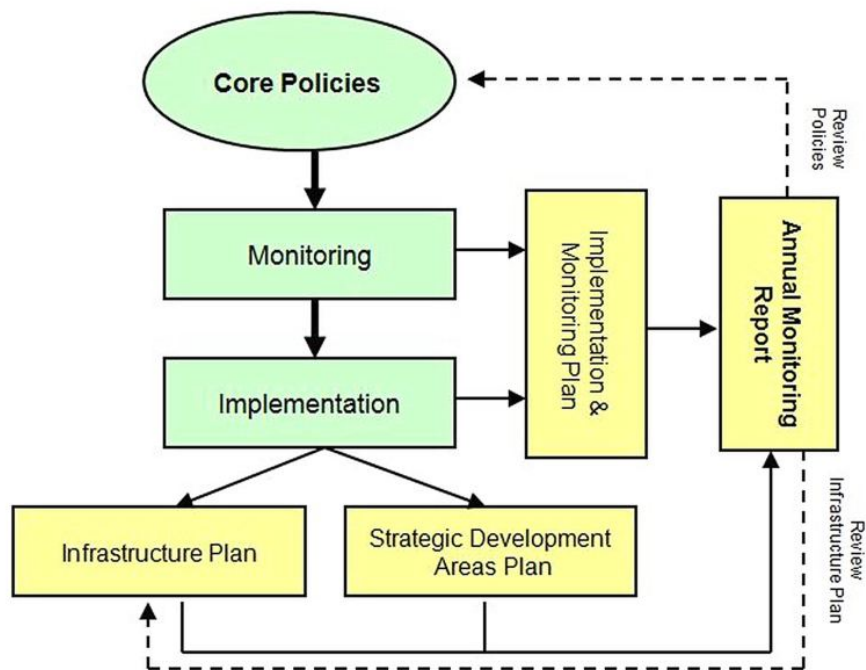 Core Policies
Review
Policies
Monitoring
Implementation &
Monitoring Plan
Annual Monitoring
Report
Implementation
Infrastructure Plan
Strategic Development
Areas Plan
Review
Infrastructure Plan